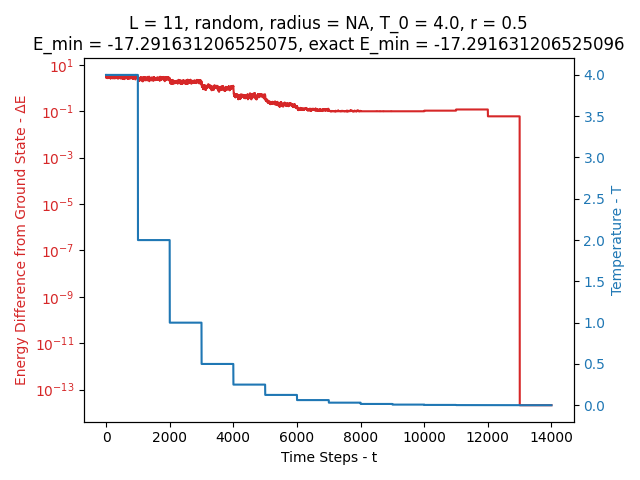 L = 11, random, radius = NA, T_0 = 4.0, r = 0.5
E_min = -17.291631206525075, exact E_min = -17.291631206525096
10^1
10^-1
10^-3
10^-5
10^-7
10^-9
10^-11
10^-13
Energy Difference from Ground State - ΔE
4.0
3.5
3.0
2.5
2.0
1.5
1.0
0.5
0.0
Temperature - T
0 2000 4000 6000 8000 10000 12000 14000
Time Steps - t